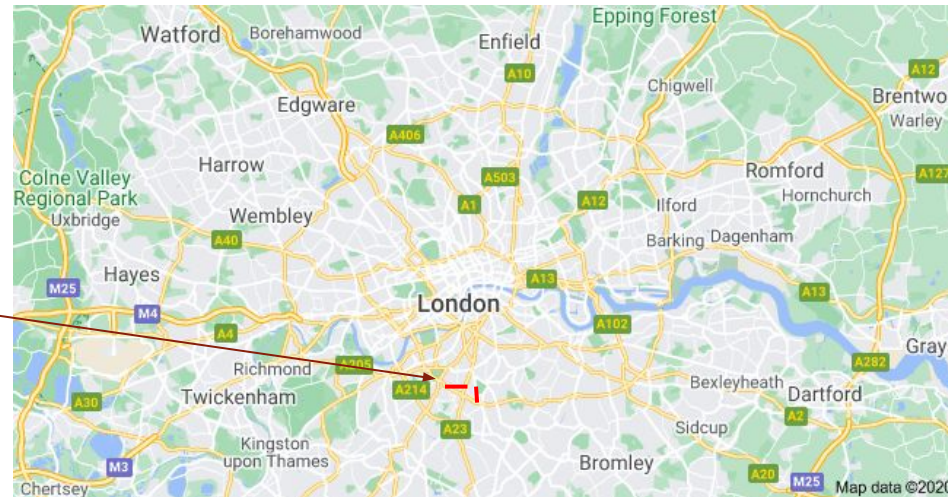 Epping Forest
Watford
Borehamwood
Enfield
A10
A12
Chigwell
Edgware
Brentwo
Warley
A406
Harrow
Romford
A503
A127
Colne Valley
Regional Park
Hornchurch
A12
A1
Ilford
Uxbridge
Wembley
A40
Barking
Dagenham
Hayes
A13
M25
A13
London
M4
A4
A102
Gray
A205
A282
Richmond
Bexleyheath
A214
Dartford
Twickenham
A30
A2
A23
Sidcup
Kingston
upon Thames
Bromley
M3
A20
M25
Chertsey
Map data ©202